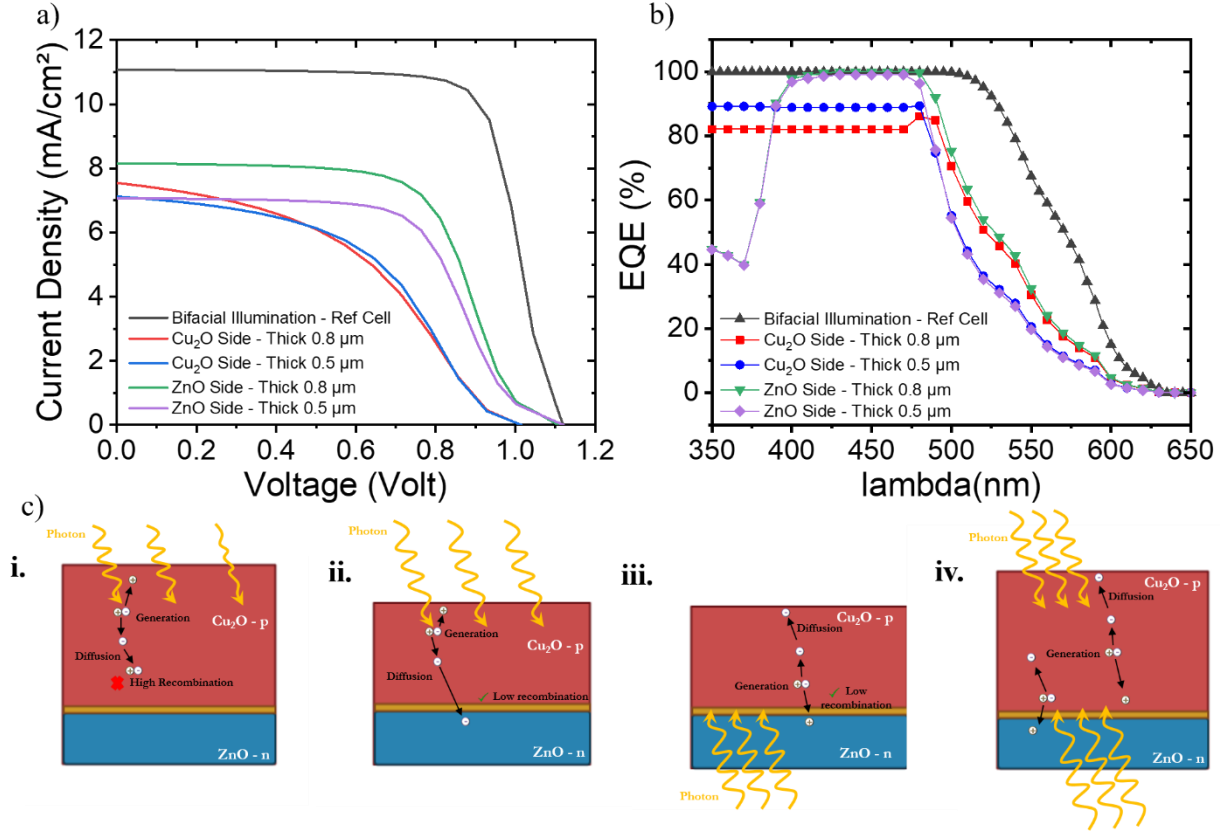 a)
Current Density (mA/cm²)
12
10
8
6
4
2
0
Bifacial Illumination - Ref Cell
Cu₂O Side - Thick 0.8 µm
Cu₂O Side - Thick 0.5 µm
ZnO Side - Thick 0.8 µm
ZnO Side - Thick 0.5 µm
0.0 0.2 0.4 0.6 0.8 1.0 1.2
Voltage (Volt)
b)
EQE (%)
100
80
60
40
20
0
Bifacial Illumination - Ref Cell
Cu₂O Side - Thick 0.8 µm
Cu₂O Side - Thick 0.5 µm
ZnO Side - Thick 0.8 µm
ZnO Side - Thick 0.5 µm
350 400 450 500 550 600 650
lambda(nm)
c)
i.
Photon
+
+ -
Generation
Cu₂O - p
-
Diffusion
+ -
High Recombination
ZnO - n
ii.
Photon
+
+ -
Generation
Cu₂O - p
-
Diffusion
Low recombination
-
ZnO - n
iii.
Cu₂O - p
-
Diffusion
-
Generation
+ -
Low
recombination
+
ZnO - n
Photon
iv.
Photon
-
Cu₂O - p
Diffusion
-
-
Generation
+ -
+ -
+
+
ZnO - n